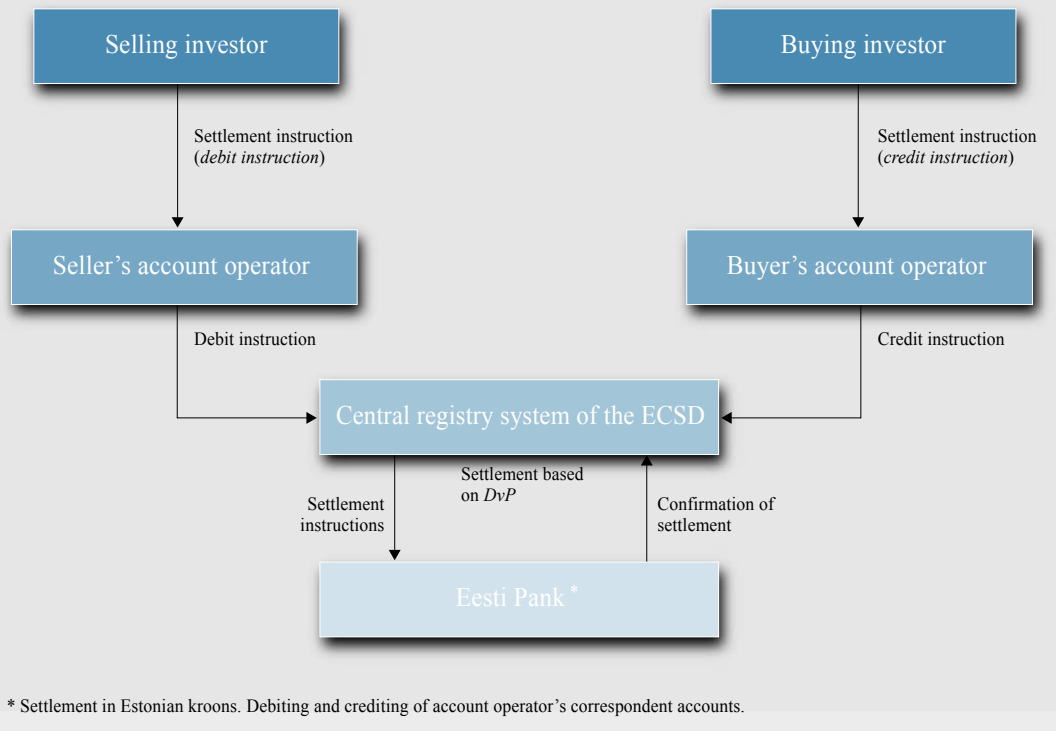 Selling investor
Buying investor
Settlement instruction
(debit instruction)
Settlement instruction
(credit instruction)
Seller’s account operator
Buyer’s account operator
Debit instruction
Credit instruction
Central registry system of the ECSD
Settlement based
on DvP
Settlement
instructions
Confirmation of
settlement
Eesti Pank *
* Settlement in Estonian kroons. Debiting and crediting of account operator’s correspondent accounts.